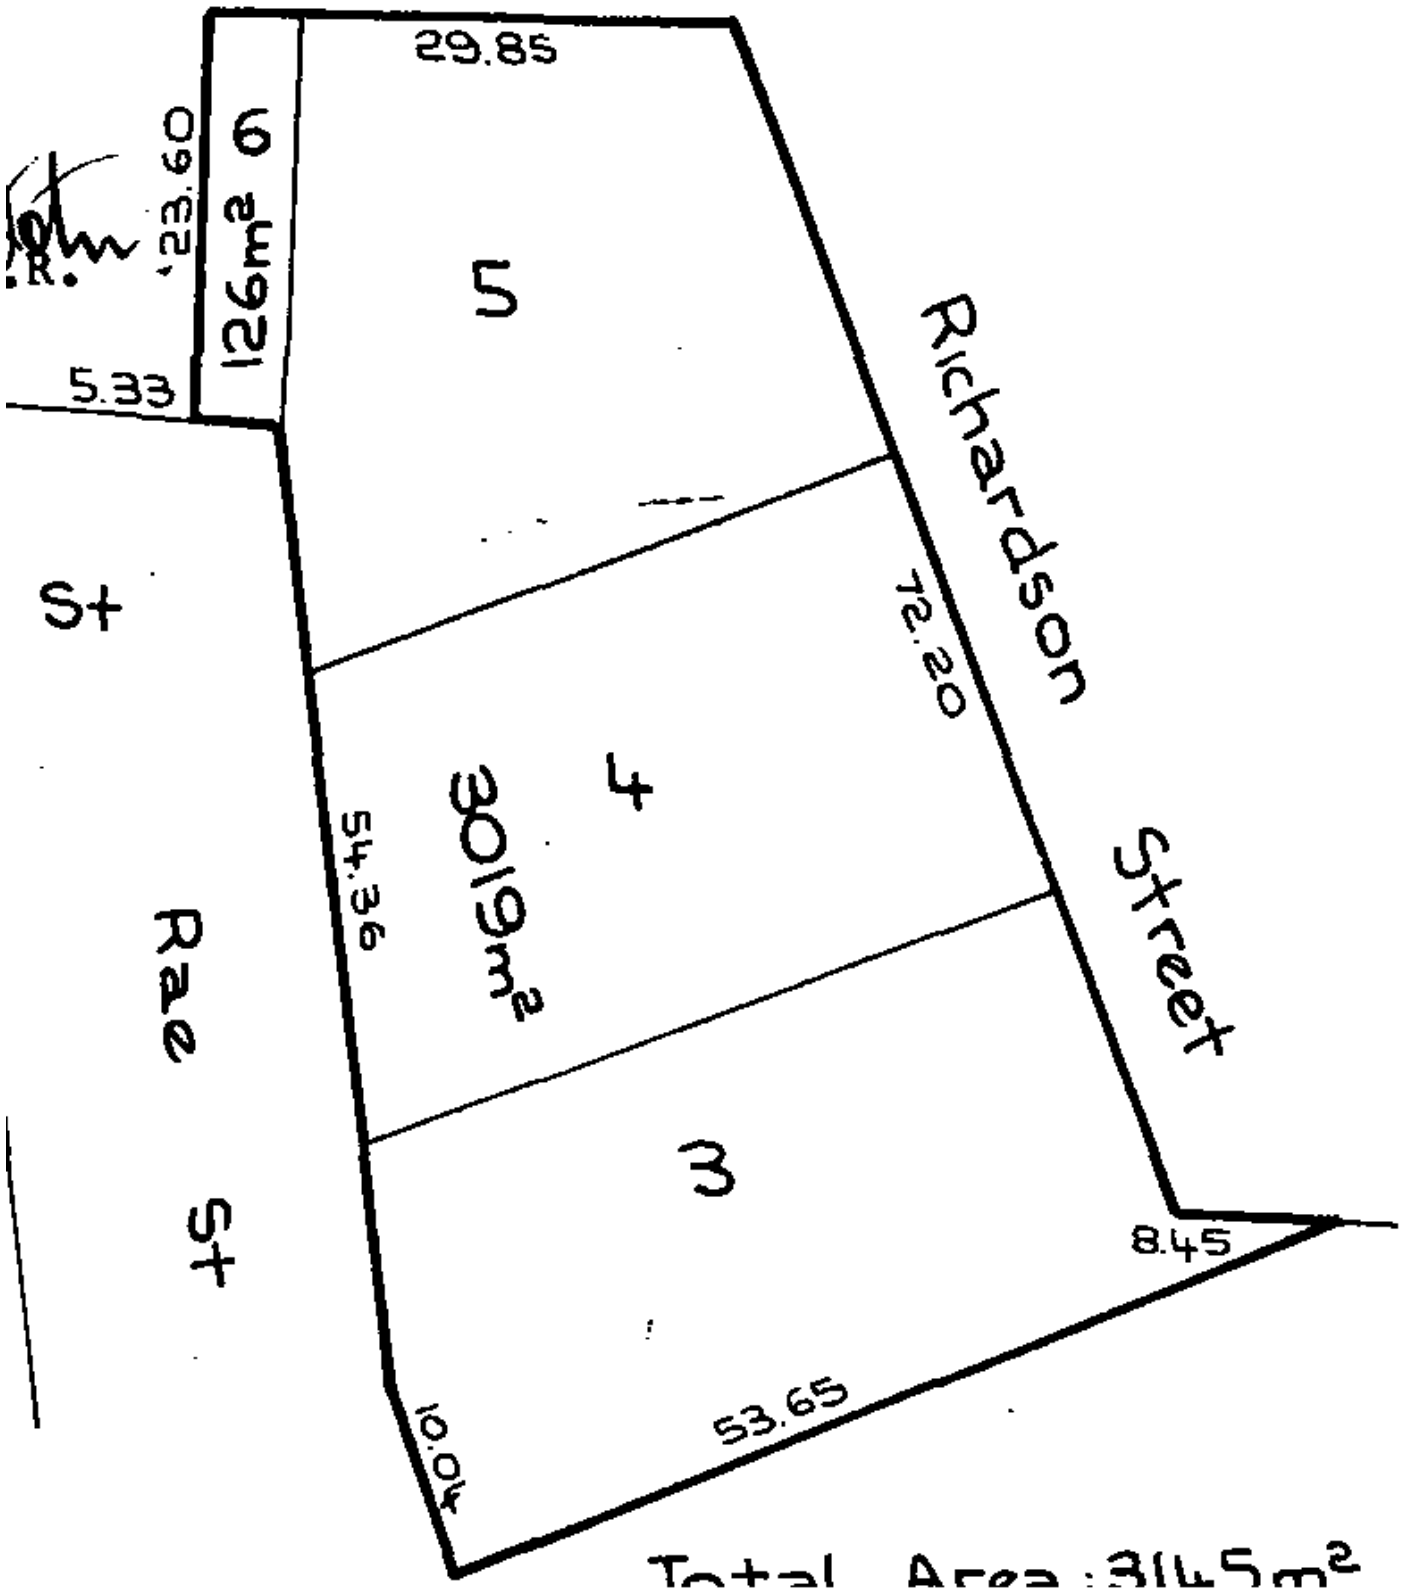 29.85
23.60
6
126m²
.R.
5
5.33
Richardson
Street
St
72.20
4
3019m²
54.36
Rae
St
3
8.45
10.04
53.65
Total Area : 3145m²